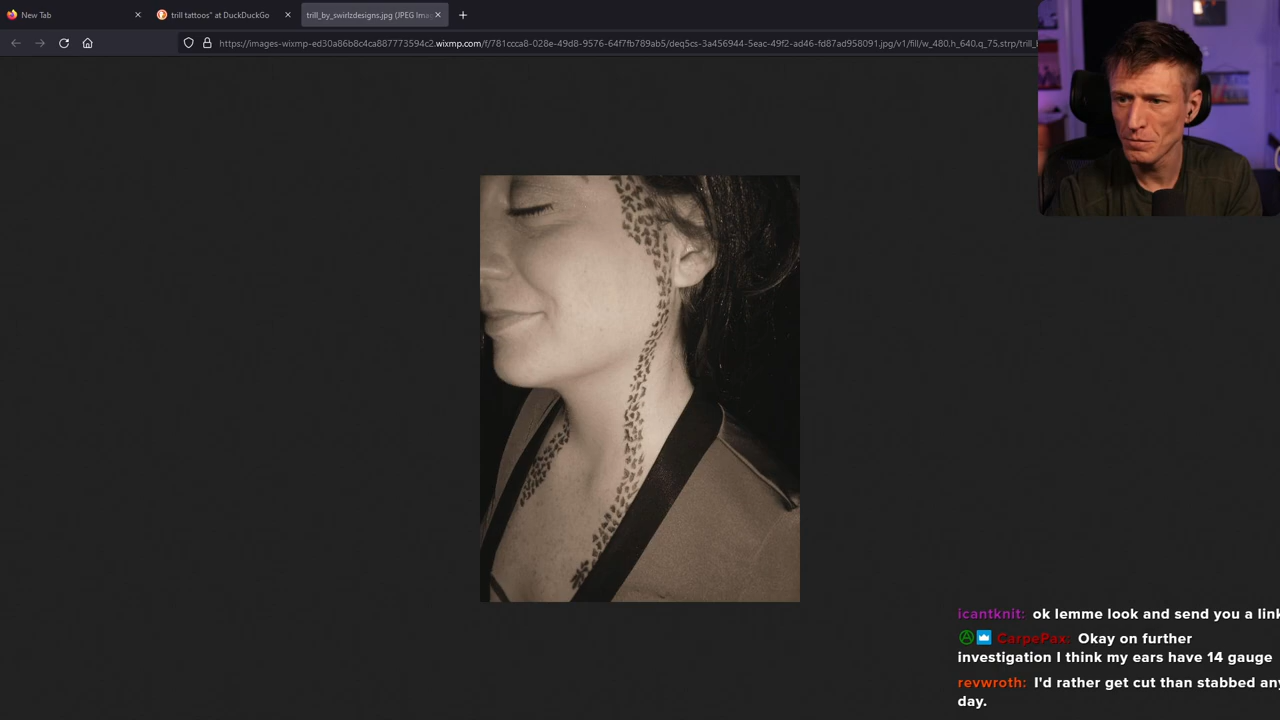 New Tab
trill tattoos" at DuckDuckGo
trill_by_swirlzdesigns.jpg (JPEG Ima
https://images-wixmp-ed30a86b8c4ca887773594c2.wixmp.com/f/781ccca8-028e-49d8-9576-64f7fb789ab5/deq5cs-3a456944-5eac-49f2-ad46-fd87ad958091.jpg/v1/fill/w_480,h_640,q_75,strp/trill_
icantknit: ok lemme look and send you a link
CarpePax: Okay on further
investigation I think my ears have 14 gauge
revwroth: I'd rather get cut than stabbed any
day.